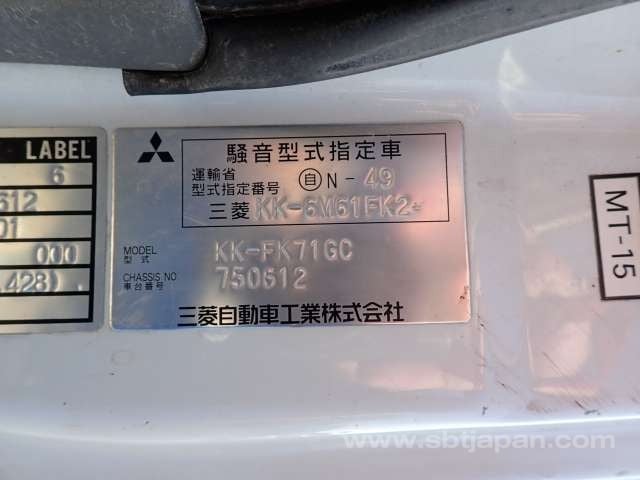 LABEL
6
612
01
000
.428)
騒音型式指定車
運輸省
型式指定番号
自 N-49
三菱 KK-6M61FK2-
MODEL
型式
KK-FK71GC
CHASSIS NO
車台番号
750612
三菱自動車工業株式会社
MT-15
www.sbtjapan.com